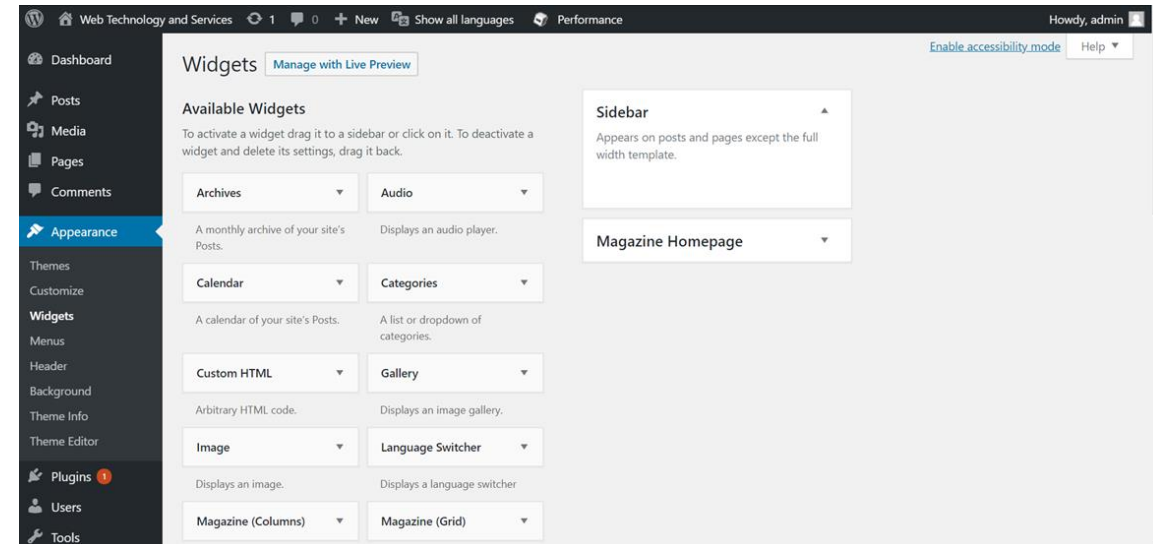 Web Technology and Services 1 0 New Show all languages Performance Howdy, admin
Dashboard
Posts
Media
Pages
Comments
Appearance
Themes
Customize
Widgets
Menus
Header
Background
Theme Info
Theme Editor
Plugins 1
Users
Tools
Enable accessibility mode Help
Widgets Manage with Live Preview
Available Widgets
To activate a widget drag it to a sidebar or click on it. To deactivate a
widget and delete its settings, drag it back.
Archives
A monthly archive of your site's
Posts.
Audio
Displays an audio player.
Calendar
A calendar of your site's Posts.
Categories
A list or dropdown of
categories.
Custom HTML
Arbitrary HTML code.
Gallery
Displays an image gallery.
Image
Displays an image.
Language Switcher
Displays a language switcher
Magazine (Columns)
Magazine (Grid)
Sidebar
Appears on posts and pages except the full
width template.
Magazine Homepage